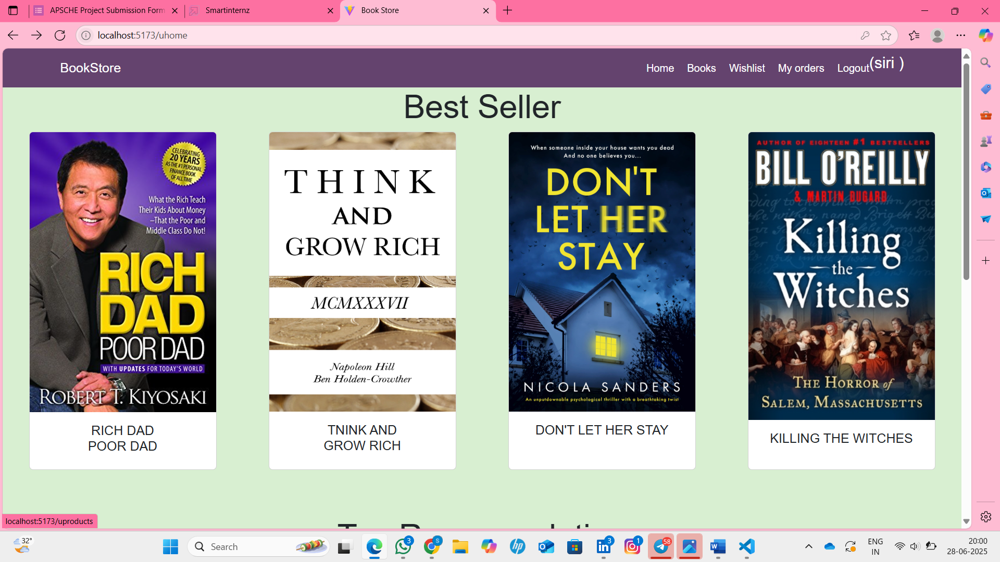 APSCHE Project Submission Form
Smartinternz
Book Store
localhost:5173/uhome
BookStore
Home Books Wishlist My orders Logout(siri )
Best Seller
CELEBRATING
20 YEARS
AS THE #1 PERSONAL
FINANCE BOOK
OF ALL TIME
What the Rich Teach
Their Kids About Money
–That the Poor and
Middle Class Do Not!
RICH
DAD
POOR DAD
WITH UPDATES FOR TODAY'S WORLD
ROBERT T. KIYOSAKI
RICH DAD
POOR DAD
THINK
AND
GROW RICH
MCMXXXVII
Napoleon Hill
Ben Holden-Crowther
TNINK AND
GROW RICH
When someone inside your house wants you dead
And no one believes you...
DON'T
LET HER
STAY
NICOLA SANDERS
An unputdownable psychological thriller with a breathtaking twist
DON'T LET HER STAY
AUTHOR OF EIGHTEEN #1 BESTSELLERS
BILL O'REILLY
& MARTIN DUGARD
Killing
the
Witches
THE HORROR of
SALEM, MASSACHUSETTS
KILLING THE WITCHES
localhost:5173/uproducts
32°
Search
3
S
3
1
58
ENG
IN
20:00
28-06-2025